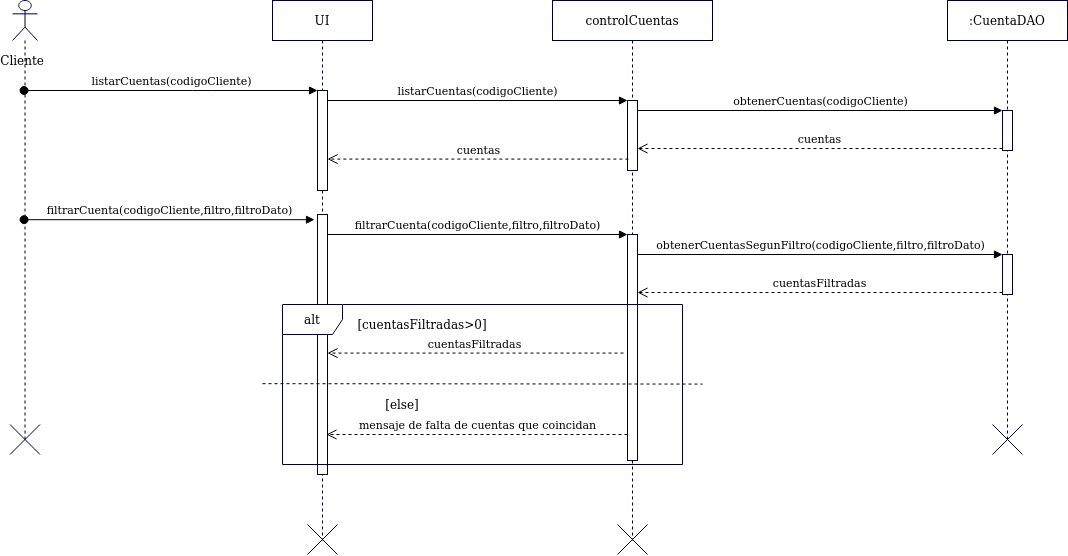 UI
controlCuentas
:CuentaDAO
Cliente
listarCuentas(codigoCliente)
listarCuentas(codigoCliente)
obtenerCuentas(codigoCliente)
cuentas
cuentas
filtrarCuenta(codigoCliente,filtro,filtroDato)
filtrarCuenta(codigoCliente,filtro,filtroDato)
obtenerCuentasSegunFiltro(codigoCliente,filtro,filtroDato)
cuentasFiltradas
alt
[cuentasFiltradas>0]
cuentasFiltradas
[else]
mensaje de falta de cuentas que coincidan